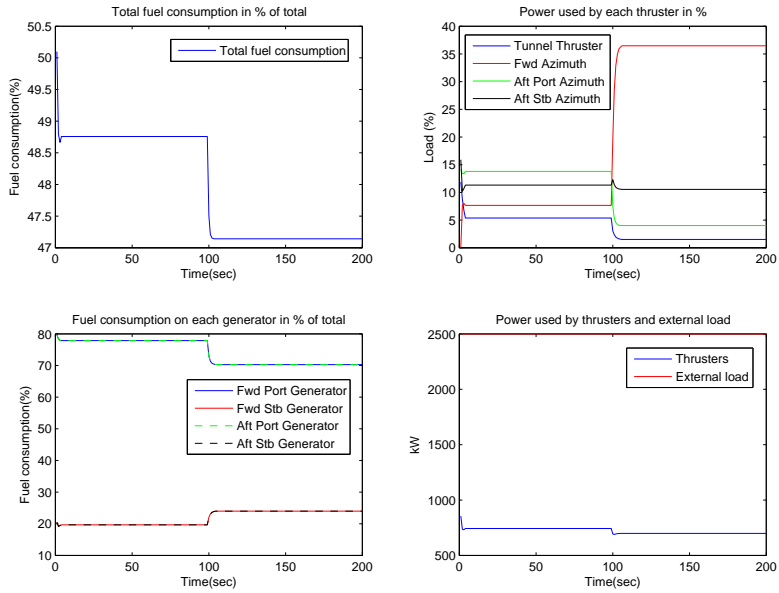 Total fuel consumption in % of total
50.5
50
49.5
49
48.5
48
47.5
47
Fuel consumption(%)
0
50
100
150
200
Time(sec)
Total fuel consumption
Power used by each thruster in %
40
35
30
25
20
15
10
5
0
Load (%)
0
50
100
150
200
Time(sec)
Tunnel Thruster
Fwd Azimuth
Aft Port Azimuth
Aft Stb Azimuth
Fuel consumption on each generator in % of total
80
70
60
50
40
30
20
10
Fuel consumption(%)
0
50
100
150
200
Time(sec)
Fwd Port Generator
Fwd Stb Generator
Aft Port Generator
Aft Stb Generator
Power used by thrusters and external load
2500
2000
1500
1000
500
kW
0
50
100
150
200
Time(sec)
Thrusters
External load